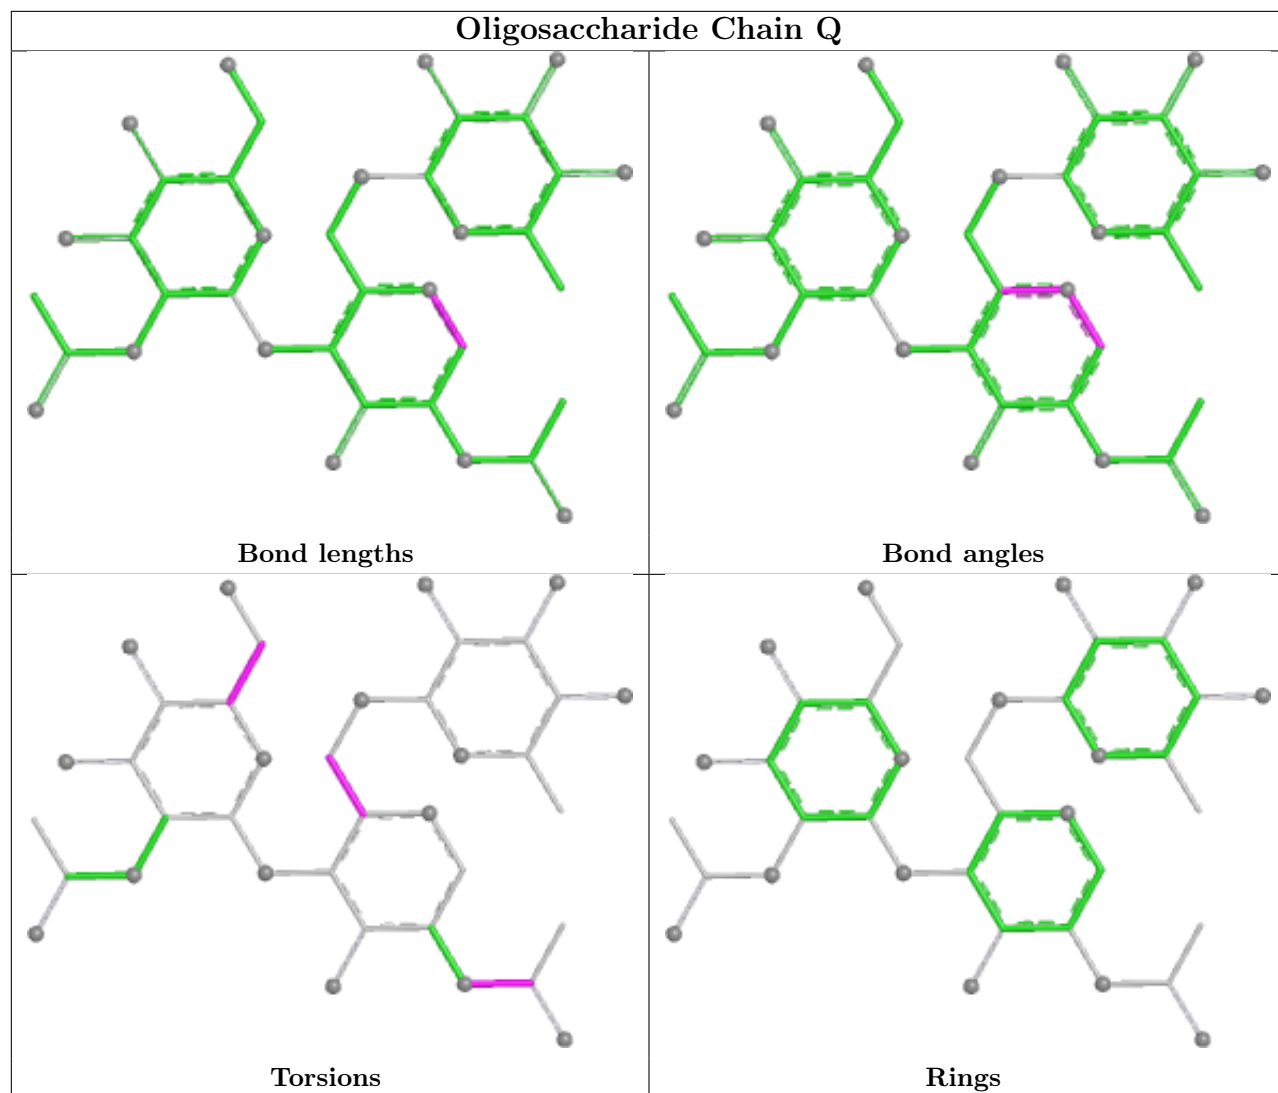 Oligosaccharide Chain Q
Bond lengths
Bond angles
Torsions
Rings